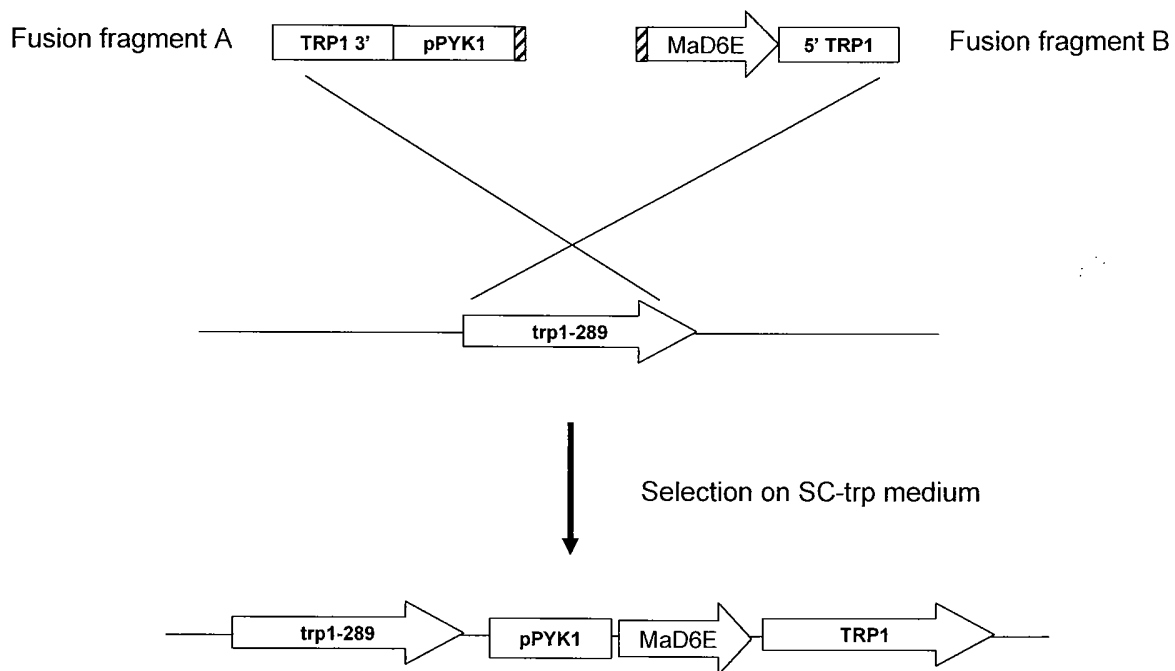 Fusion fragment A
TRP1 3' pPYK1
MaD6E 5' TRP1
Fusion fragment B
trp1-289
Selection on SC-trp medium
trp1-289 pPYK1 MaD6E TRP1